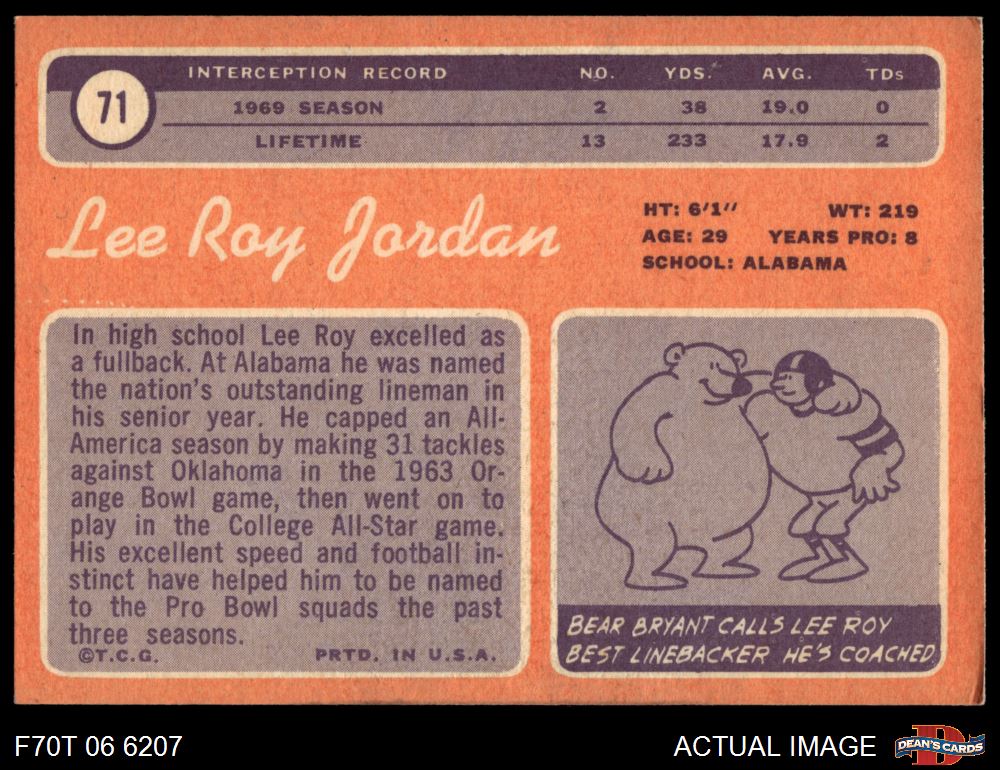 INTERCEPTION RECORD NO. YDS. AVG. TDs
71
1969 SEASON 2 38 19.0 0
LIFETIME 13 233 17.9 2
Lee Roy Jordan
HT: 6'1'' WT: 219
AGE: 29 YEARS PRO: 8
SCHOOL: ALABAMA
In high school Lee Roy excelled as
a fullback. At Alabama he was named
the nation's outstanding lineman in
his senior year. He capped an All-
America season by making 31 tackles
against Oklahoma in the 1963 Or-
ange Bowl game, then went on to
play in the College All-Star game.
His excellent speed and football in-
stinct have helped him to be named
to the Pro Bowl squads the past
three seasons.
©T.C.G. PRTD. IN U.S.A.
BEAR BRYANT CALLS LEE ROY
BEST LINEBACKER HE'S COACHED
F70T 06 6207
ACTUAL IMAGE
D
DEAN'S CARDS